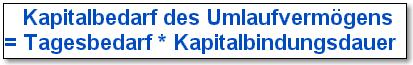 Kapitalbedarf des Umlaufvermögens
= Tagesbedarf * Kapitalbindungsdauer